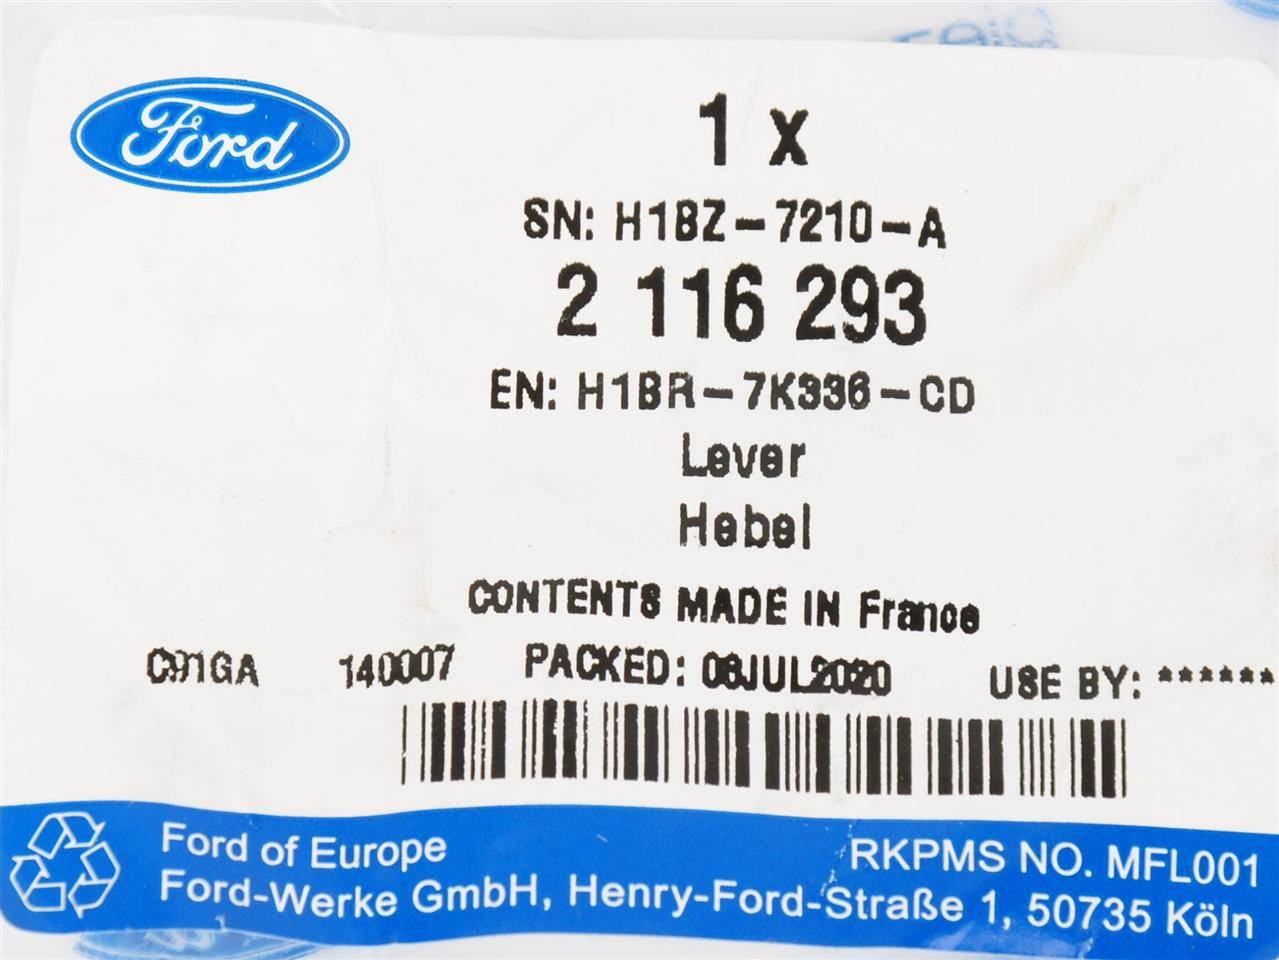 Ford
1 x
SN: H1BZ-7210-A
2 116 293
EN: H1BR-7K336-CD
Lever
Hebel
CONTENTS MADE IN France
C91GA 140007 PACKED: 06JUL2020 USE BY: ******
Ford of Europe RKPMS NO. MFL001
Ford-Werke GmbH, Henry-Ford-Straße 1, 50735 Köln